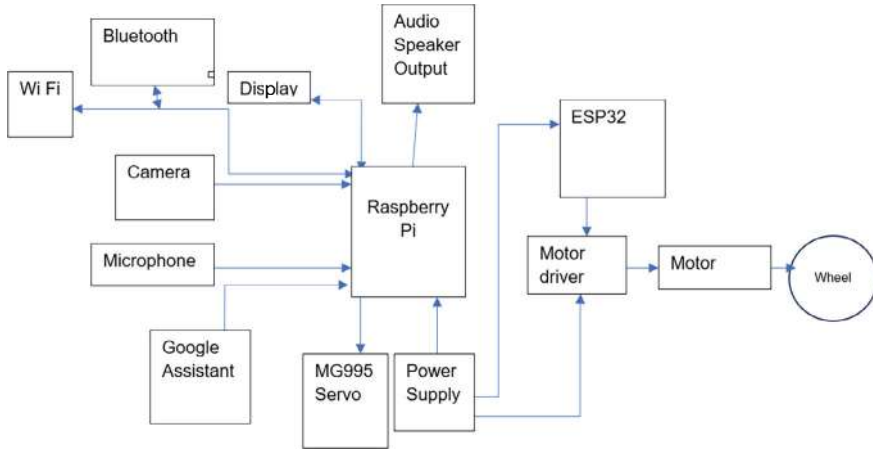 Bluetooth
Audio
Speaker
Output
Wi Fi
Display
ESP32
Camera
Raspberry
Pi
Microphone
Motor
driver
Motor
Wheel
Google
Assistant
MG995
Servo
Power
Supply